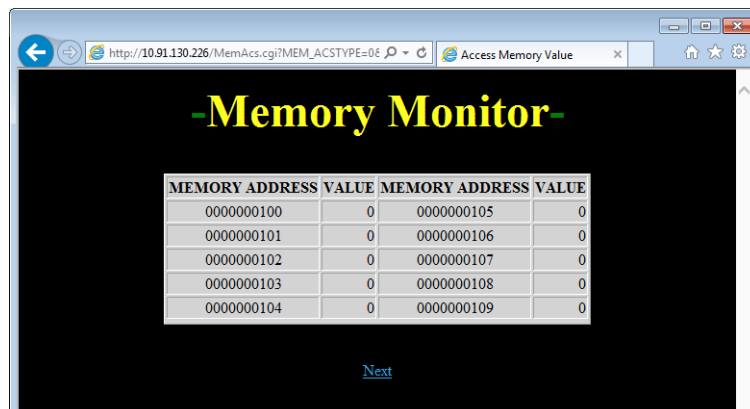 http://10.91.130.226/MemAcs.cgi?MEM_ACSTYPE=0&
Access Memory Value
-Memory Monitor-
MEMORY ADDRESS VALUE MEMORY ADDRESS VALUE
0000000100 0 0000000105 0
0000000101 0 0000000106 0
0000000102 0 0000000107 0
0000000103 0 0000000108 0
0000000104 0 0000000109 0
Next